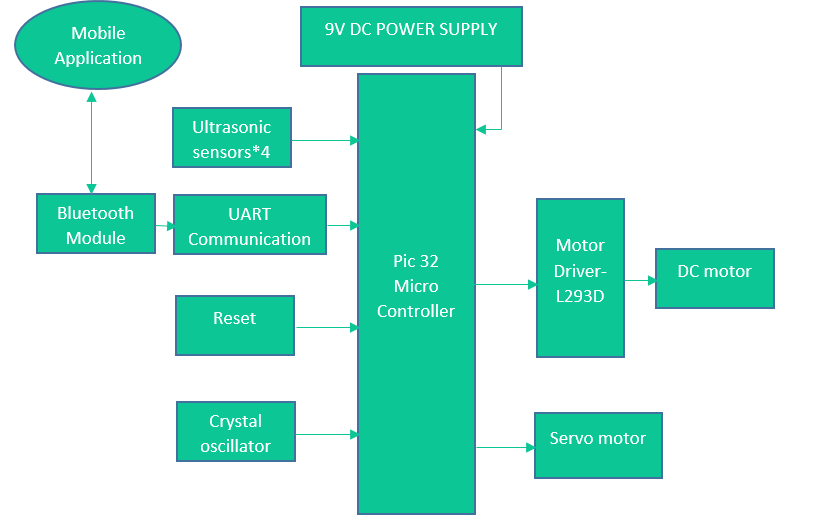 Mobile
Application
9V DC POWER SUPPLY
Ultrasonic
sensors*4
Bluetooth
Module
UART
Communication
Pic 32
Micro
Controller
Motor
Driver-
L293D
DC motor
Reset
Crystal
oscillator
Servo motor